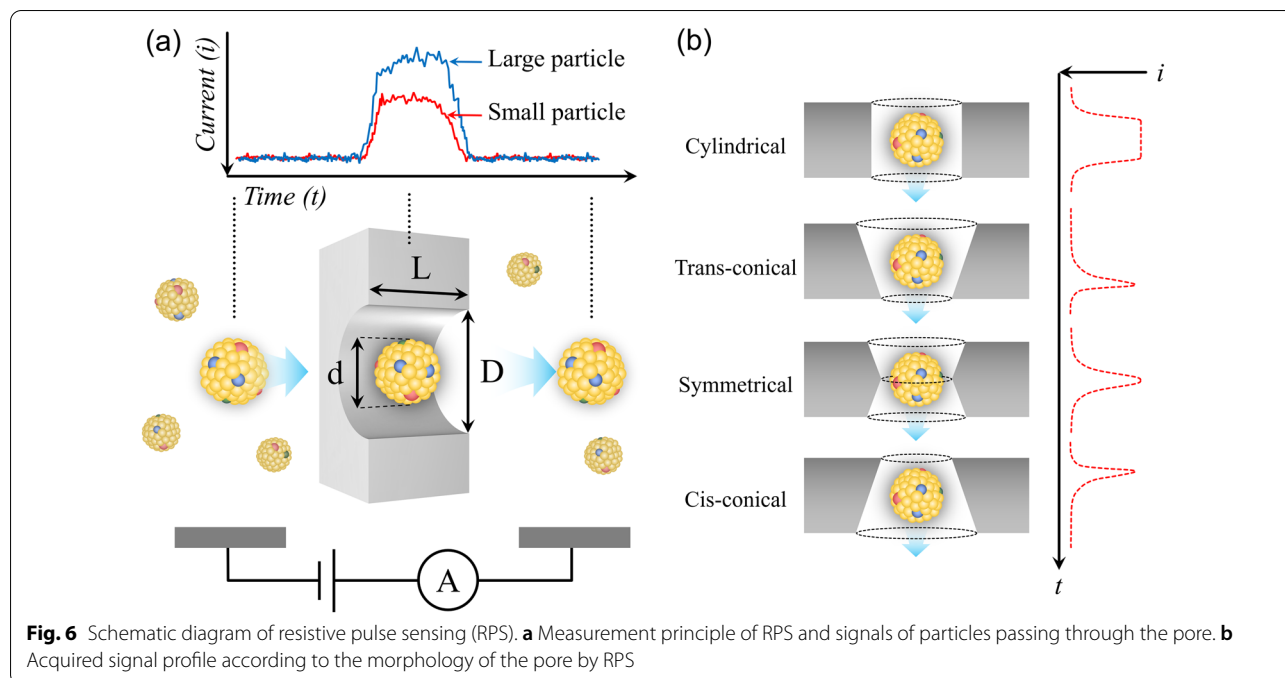 (a)
Current (i)
Large particle
Small particle
Time (t)
L
d
D
A
(b)
i
Cylindrical
Trans-conical
Symmetrical
Cis-conical
t
Fig. 6 Schematic diagram of resistive pulse sensing (RPS). a Measurement principle of RPS and signals of particles passing through the pore. b
Acquired signal profile according to the morphology of the pore by RPS